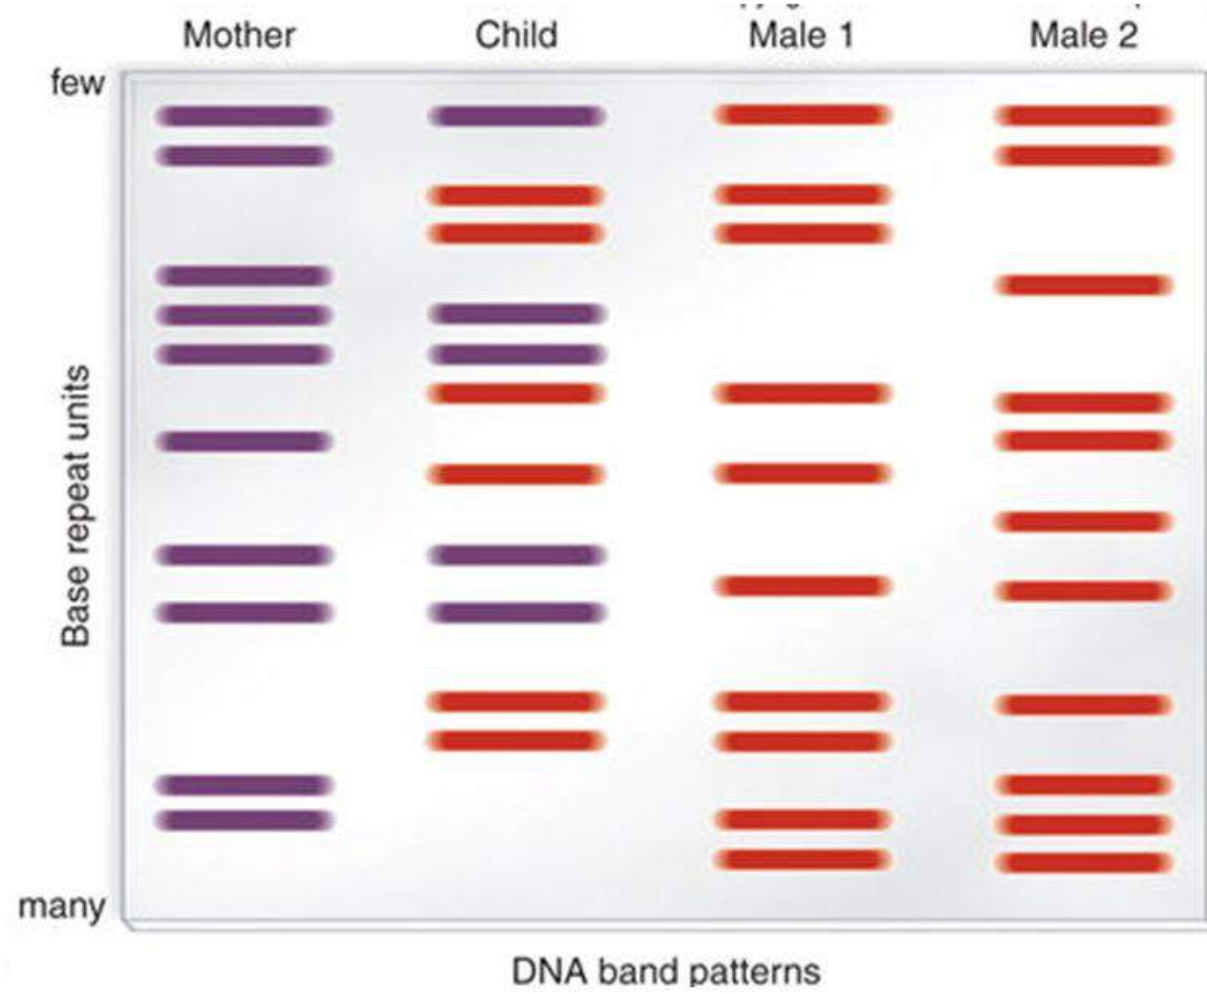 Mother Child Male 1 Male 2
few
Base repeat units
many
DNA band patterns